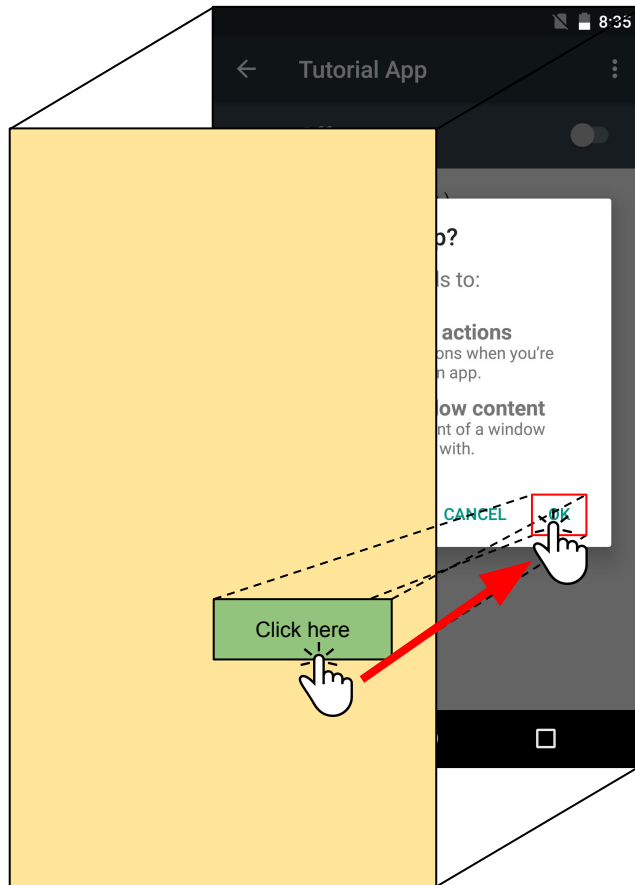 8:35
Tutorial App
p?
ls to:
actions
ons when you're
n app.
ow content
nt of a window
with.
CANCEL
OK
Click here